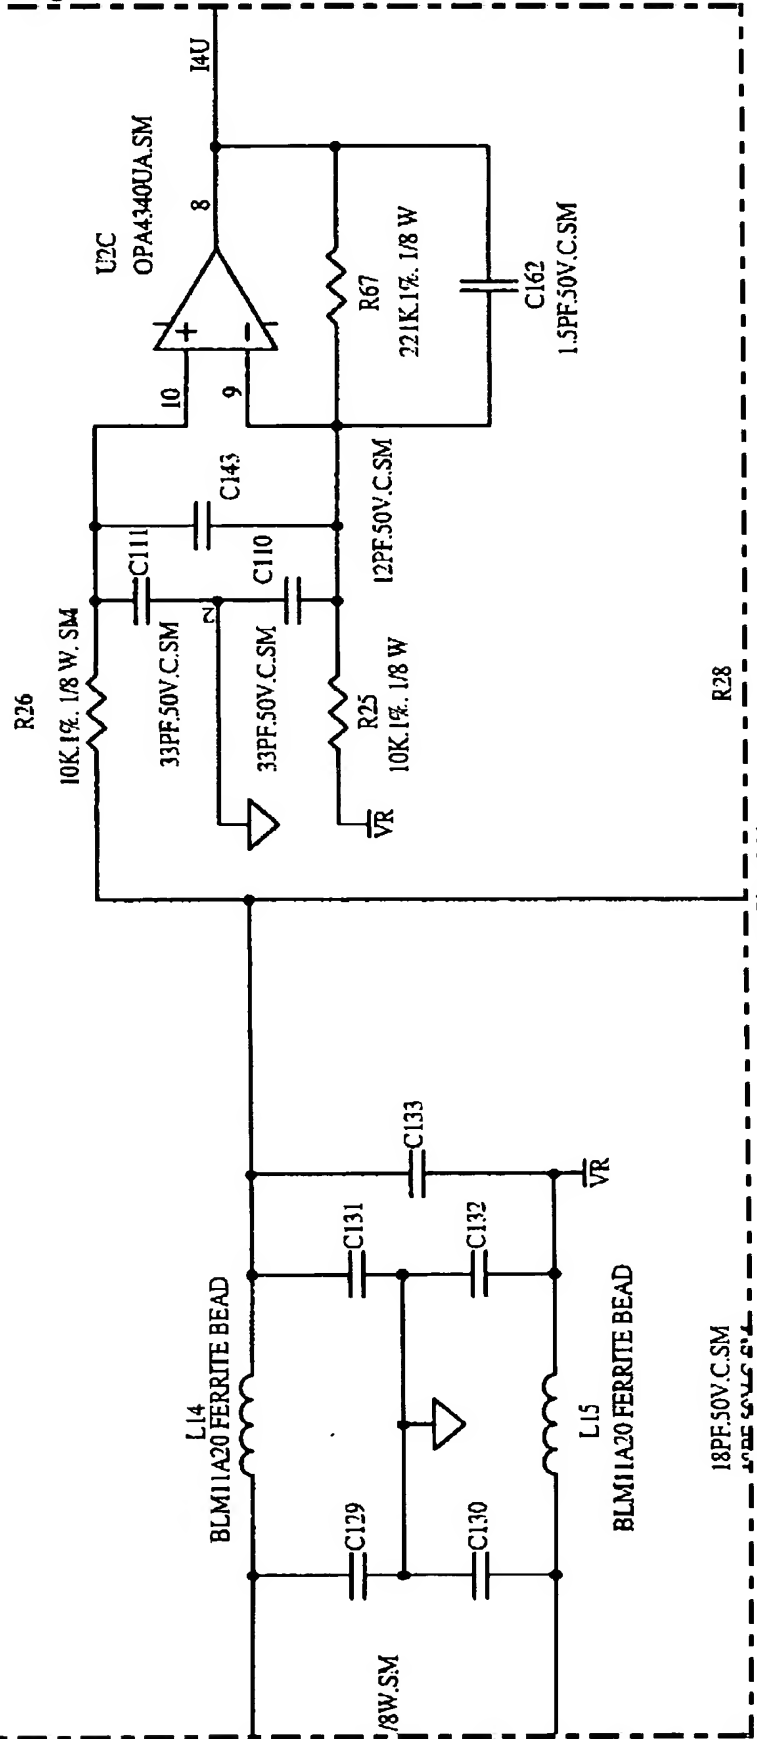 I4U
U2C
OPA4340UA.SM
8
10
9
+
−
R67
221K.1%. 1/8 W
C162
1.5PF.50V.C.SM
C143
12PF.50V.C.SM
C111
33PF.50V.C.SM
C110
33PF.50V.C.SM
2
R26
10K.1%. 1/8 W. SM
R25
10K.1%. 1/8 W
VR
R28
C133
VR
C131
C132
L14
BLM11A20 FERRITE BEAD
L15
BLM11A20 FERRITE BEAD
C129
C130
/8W.SM
18PF.50V.C.SM